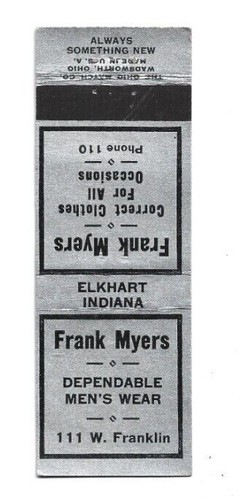 ALWAYS
SOMETHING NEW
THE OHIO MATCH CO.
WADSWORTH, OHIO
MADE IN U.S.A.
Frank Myers
Correct Clothes
For All
Occasions
Phone 110
ELKHART
INDIANA
Frank Myers
DEPENDABLE
MEN'S WEAR
111 W. Franklin